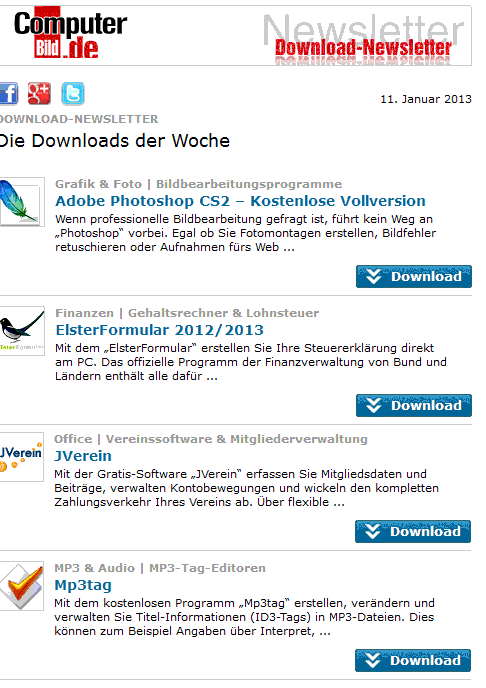 Computer
Bild.de
Newsletter
Download-Newsletter
11. Januar 2013
DOWNLOAD-NEWSLETTER
Die Downloads der Woche
Grafik & Foto | Bildbearbeitungsprogramme
Adobe Photoshop CS2 – Kostenlose Vollversion
Wenn professionelle Bildbearbeitung gefragt ist, führt kein Weg an
„Photoshop“ vorbei. Egal ob Sie Fotomontagen erstellen, Bildfehler
retuschieren oder Aufnahmen fürs Web ...
Download
Finanzen | Gehaltsrechner & Lohnsteuer
ElsterFormular 2012/2013
Mit dem „ElsterFormular“ erstellen Sie Ihre Steuererklärung direkt
am PC. Das offizielle Programm der Finanzverwaltung von Bund und
Ländern enthält alle dafür ...
ElsterFormular
Download
Office | Vereinssoftware & Mitgliederverwaltung
JVerein
JVerein
Mit der Gratis-Software „JVerein“ erfassen Sie Mitgliedsdaten und
Beiträge, verwalten Kontobewegungen und wickeln den kompletten
Zahlungsverkehr Ihres Vereins ab. Über flexible ...
Download
MP3 & Audio | MP3-Tag-Editoren
Mp3tag
Mit dem kostenlosen Programm „Mp3tag“ erstellen, verändern und
verwalten Sie Titel-Informationen (ID3-Tags) in MP3-Dateien. Dies
können zum Beispiel Angaben über Interpret, ...
Download